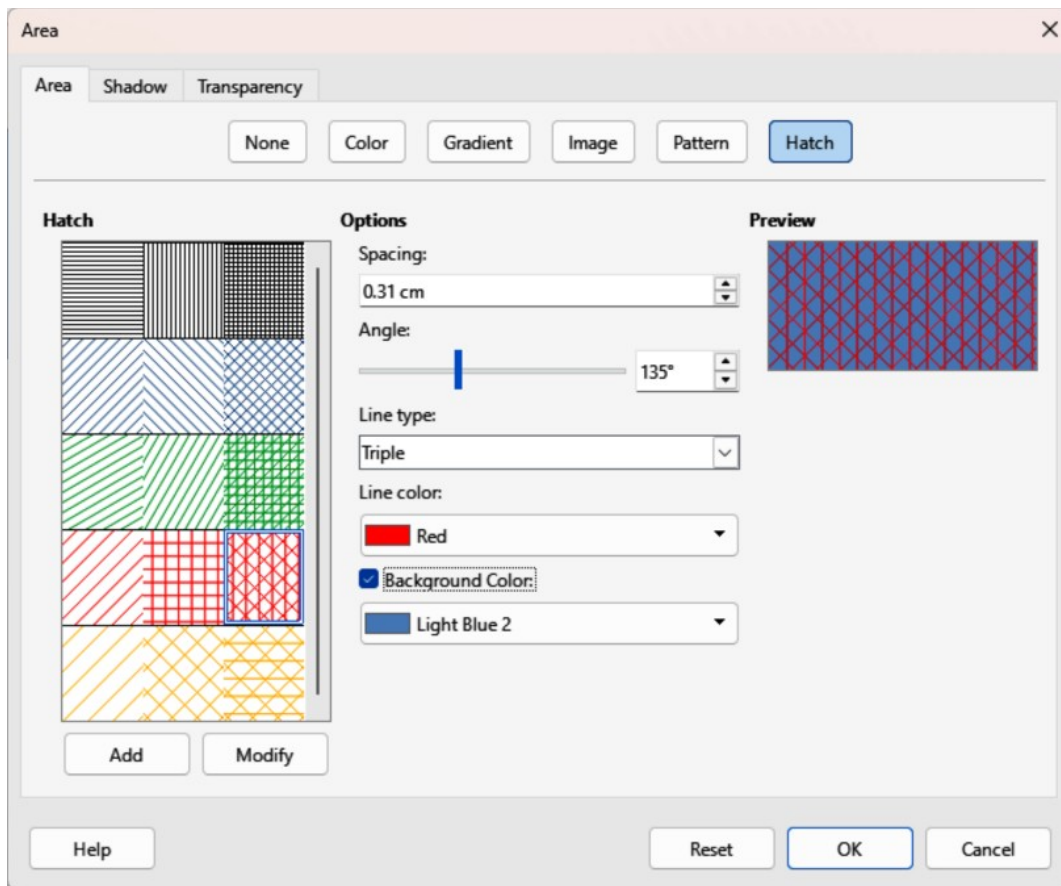 Area
Area Shadow Transparency
None Color Gradient Image Pattern Hatch
Hatch
Options
Spacing:
0.31 cm
Angle:
135°
Line type:
Triple
Line color:
Red
Background Color:
Light Blue 2
Preview
Add Modify
Help Reset OK Cancel